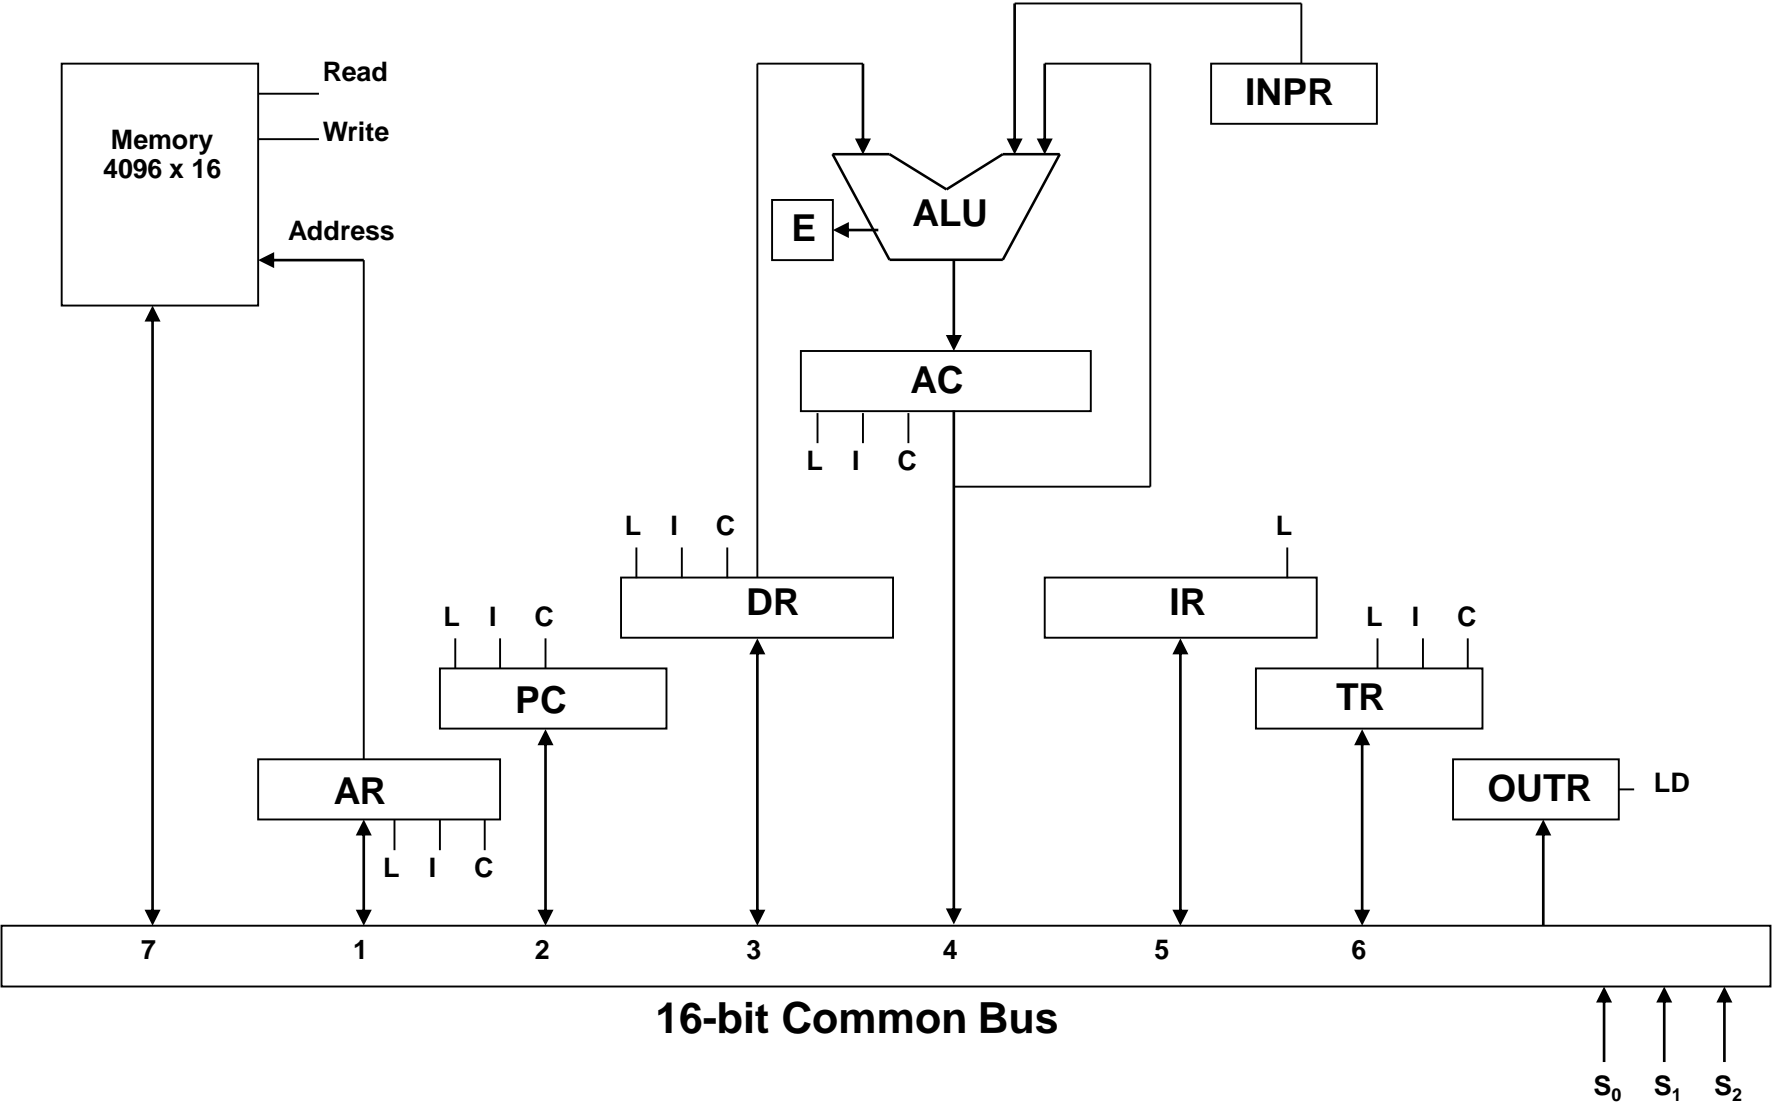 INPR
Read
Write
Memory
4096 x 16
Address
E
ALU
AC
L I C
L I C
DR
L
IR
L I C
PC
L I C
TR
AR
L I C
OUTR
LD
7 1 2 3 4 5 6
16-bit Common Bus
S₀ S₁ S₂